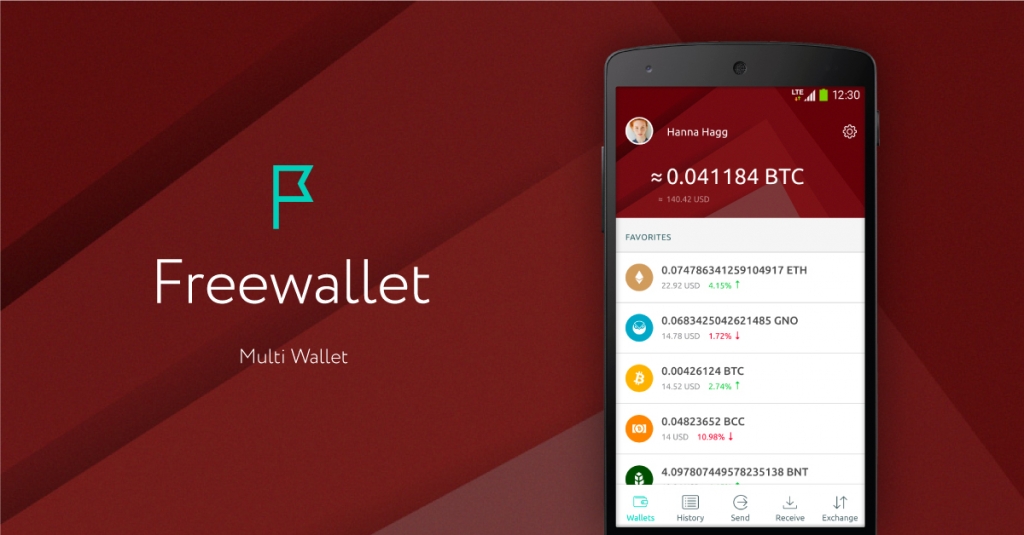 Freewallet
Multi Wallet
LTE 12:30
Hanna Hagg
≈ 0.041184 BTC
≈ 140.42 USD
FAVORITES
0.074786341259104917 ETH
22.92 USD 4.15% ↑
0.0683425042621485 GNO
14.78 USD 1.72% ↓
0.00426124 BTC
14.52 USD 2.74% ↑
0.04823652 BCC
14 USD 10.98% ↓
4.097807449578235138 BNT
Wallets History Send Receive Exchange